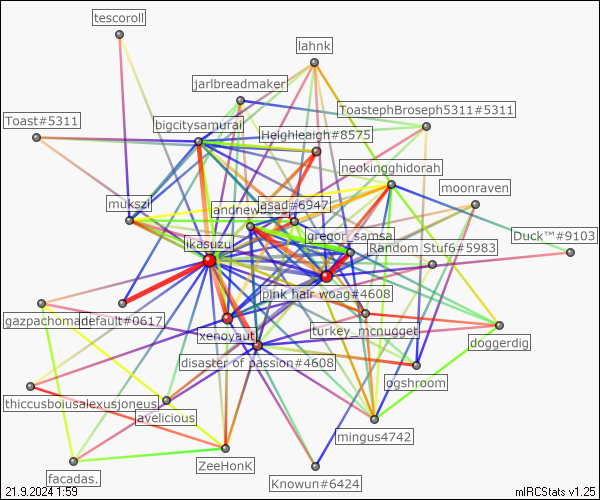 tescoroll
lahnk
jarlbreadmaker
ToastephBroseph5311#5311
Toast#5311
bigcitysamurai
Heighleaigh#8575
neokingghidorah
moonraven
mukszi
asad#6947
gregor_samsa
Duck™#9103
ikasuzu
Random Stuf6#5983
pink hair woag#4608
default#0617
xenoyaut
turkey_mcnugget
doggerdig
disaster of passion#4608
ogshroom
thiccusboiusalexusjoneus
avelicious
mingus4742
ZeeHonK
facadas.
Knowun#6424
21.9.2024 1:59
mIRCStats v1.25